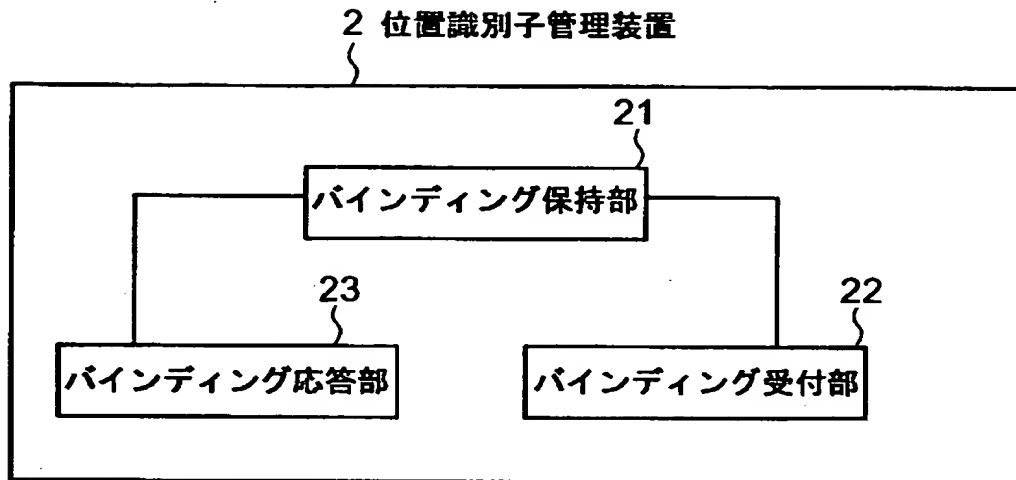 2 位置識別子管理装置
21
バインディング保持部
23
22
バインディング応答部
バインディング受付部